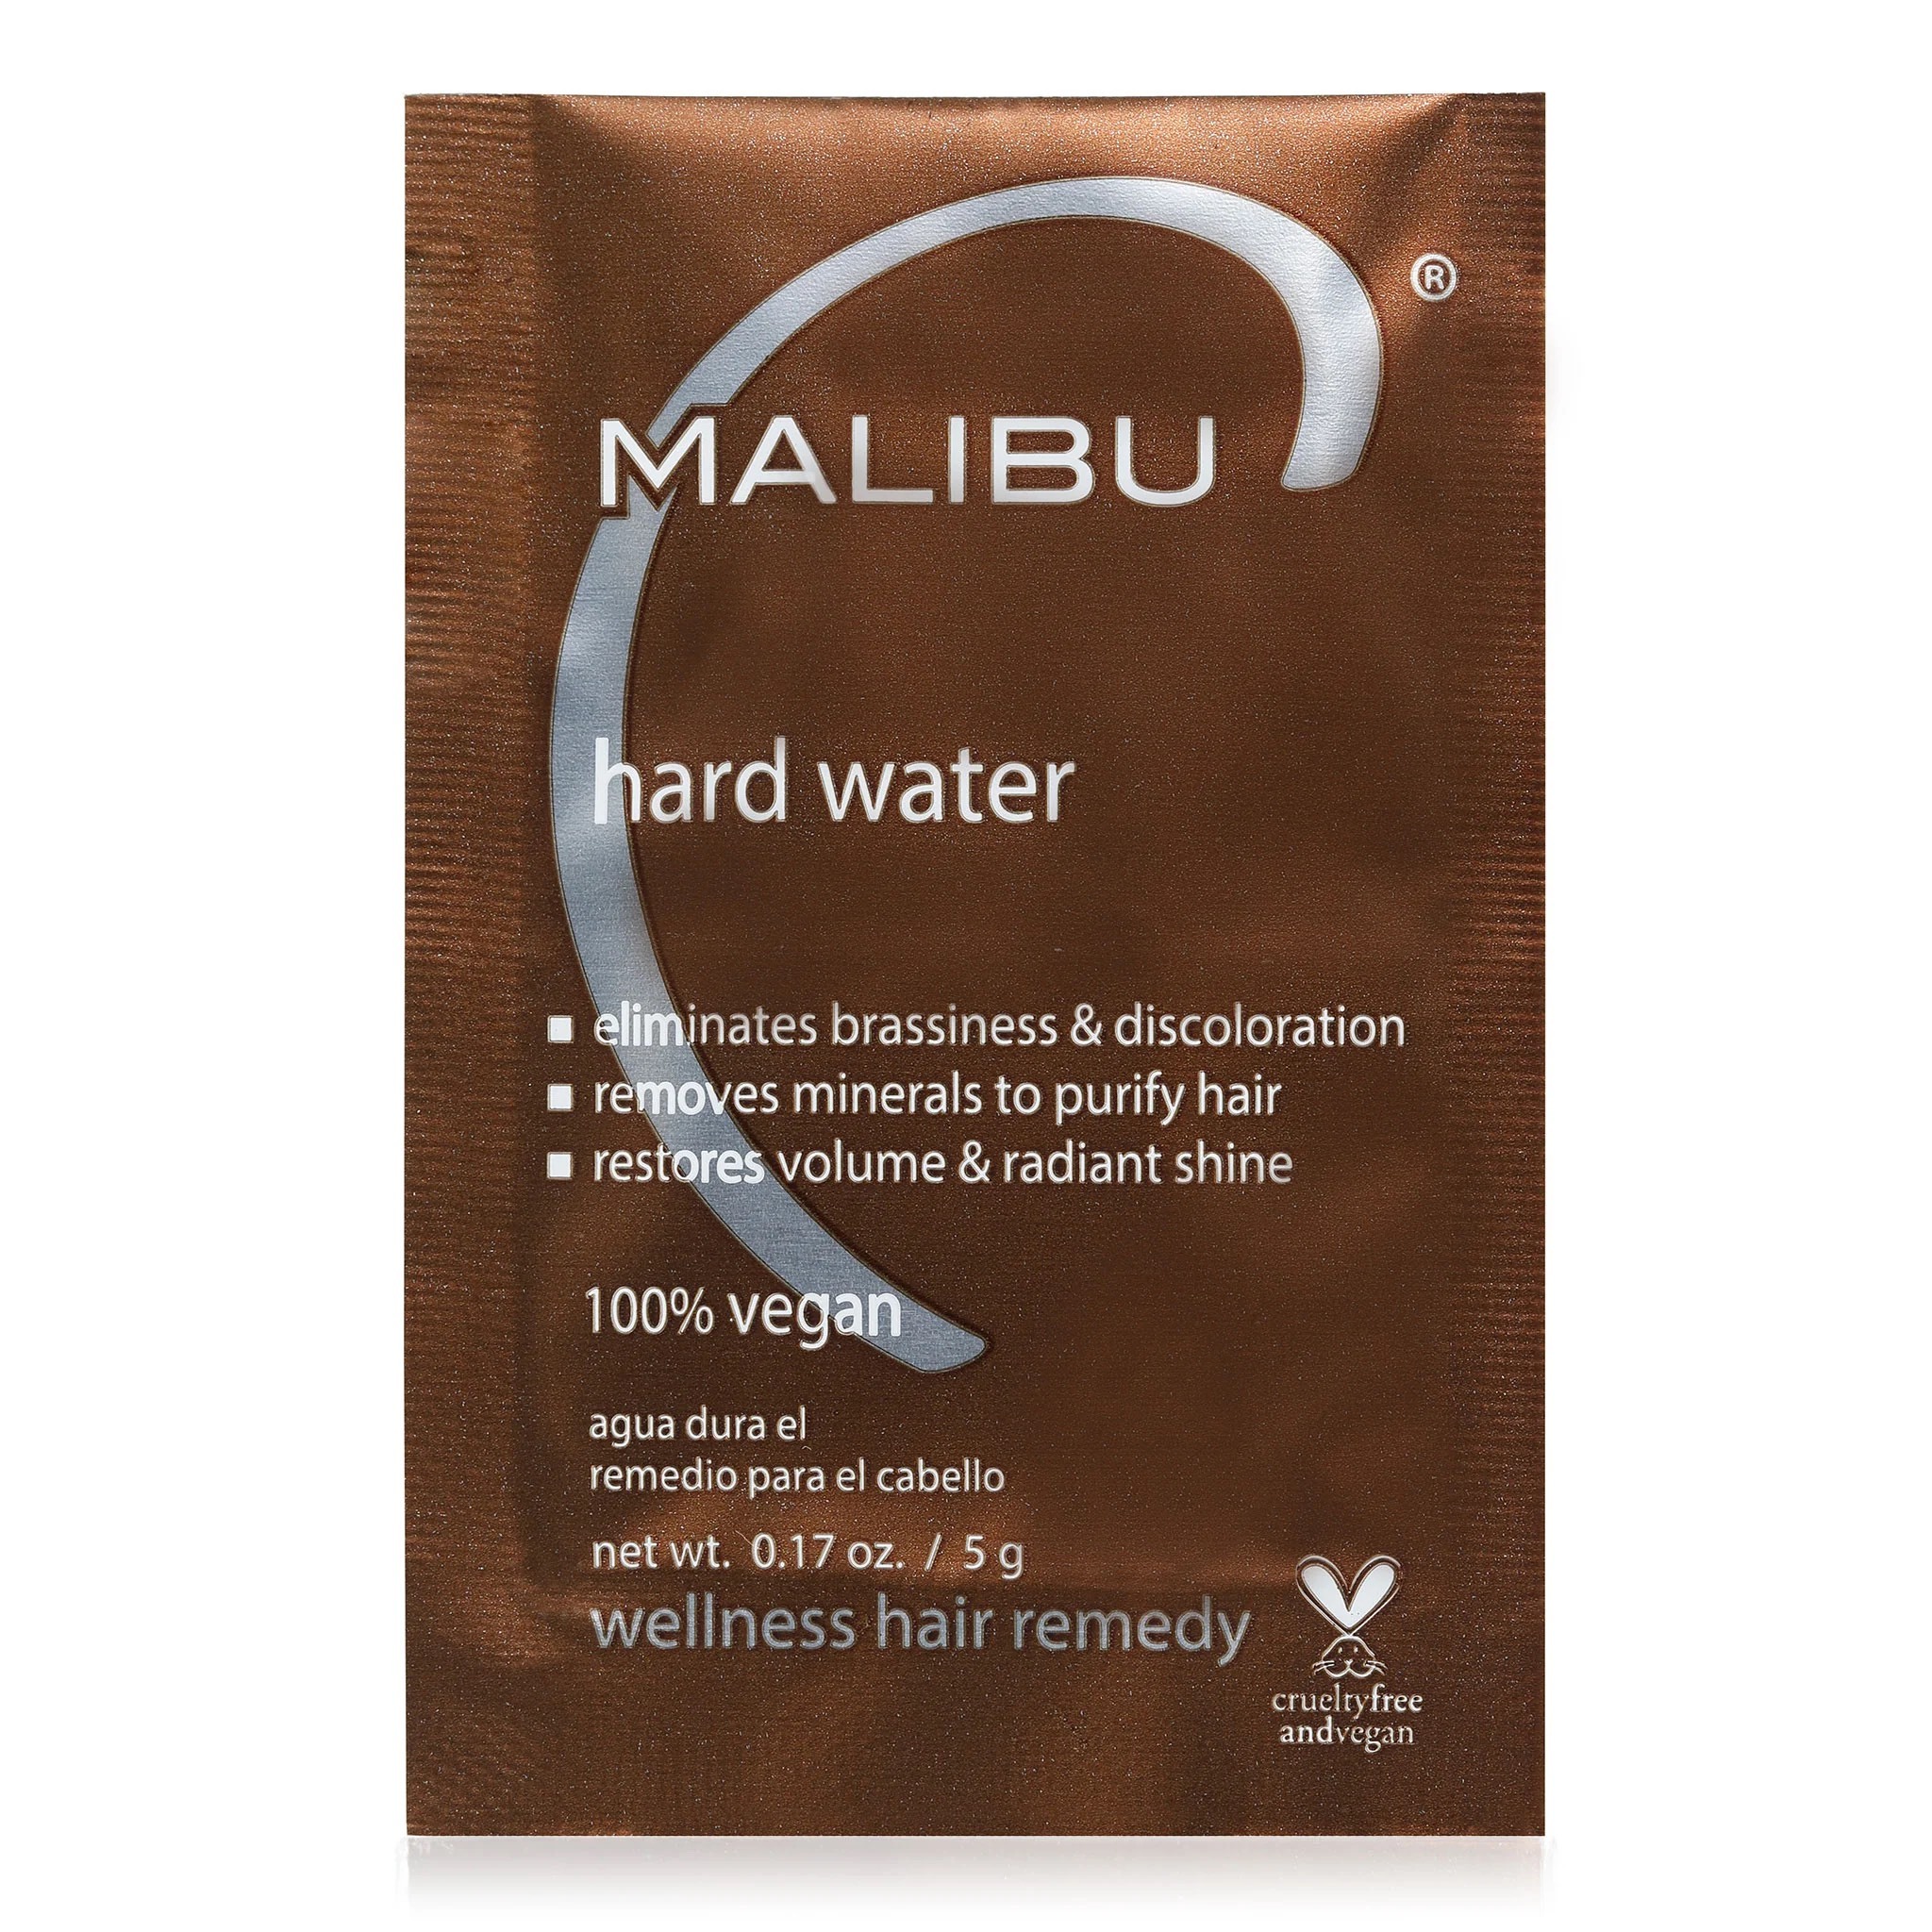 MALIBU
®
hard water
▪ eliminates brassiness & discoloration
▪ removes minerals to purify hair
▪ restores volume & radiant shine
100% vegan
agua dura el
remedio para el cabello
net wt. 0.17 oz. / 5 g
wellness hair remedy
crueltyfree
andvegan